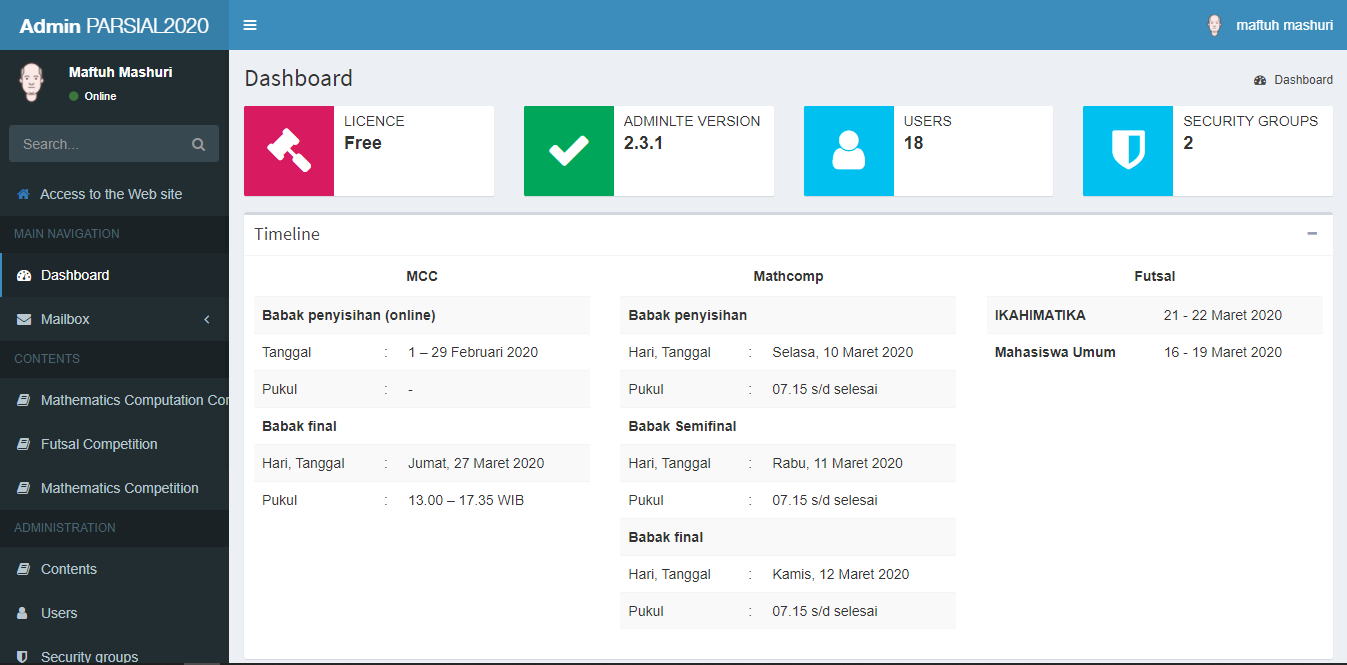 Admin PARSIAL2020
maftuh mashuri
Maftuh Mashuri
Online
Search...
Access to the Web site
MAIN NAVIGATION
Dashboard
Mailbox
CONTENTS
Mathematics Computation Cor
Futsal Competition
Mathematics Competition
ADMINISTRATION
Contents
Users
Security groups
Dashboard
Dashboard
LICENCE
Free
ADMINLTE VERSION
2.3.1
USERS
18
SECURITY GROUPS
2
Timeline
MCC
Babak penyisihan (online)
Tanggal : 1 – 29 Februari 2020
Pukul : -
Babak final
Hari, Tanggal : Jumat, 27 Maret 2020
Pukul : 13.00 – 17.35 WIB
Mathcomp
Babak penyisihan
Hari, Tanggal : Selasa, 10 Maret 2020
Pukul : 07.15 s/d selesai
Babak Semifinal
Hari, Tanggal : Rabu, 11 Maret 2020
Pukul : 07.15 s/d selesai
Babak final
Hari, Tanggal : Kamis, 12 Maret 2020
Pukul : 07.15 s/d selesai
Futsal
IKAHIMATIKA 21 - 22 Maret 2020
Mahasiswa Umum 16 - 19 Maret 2020